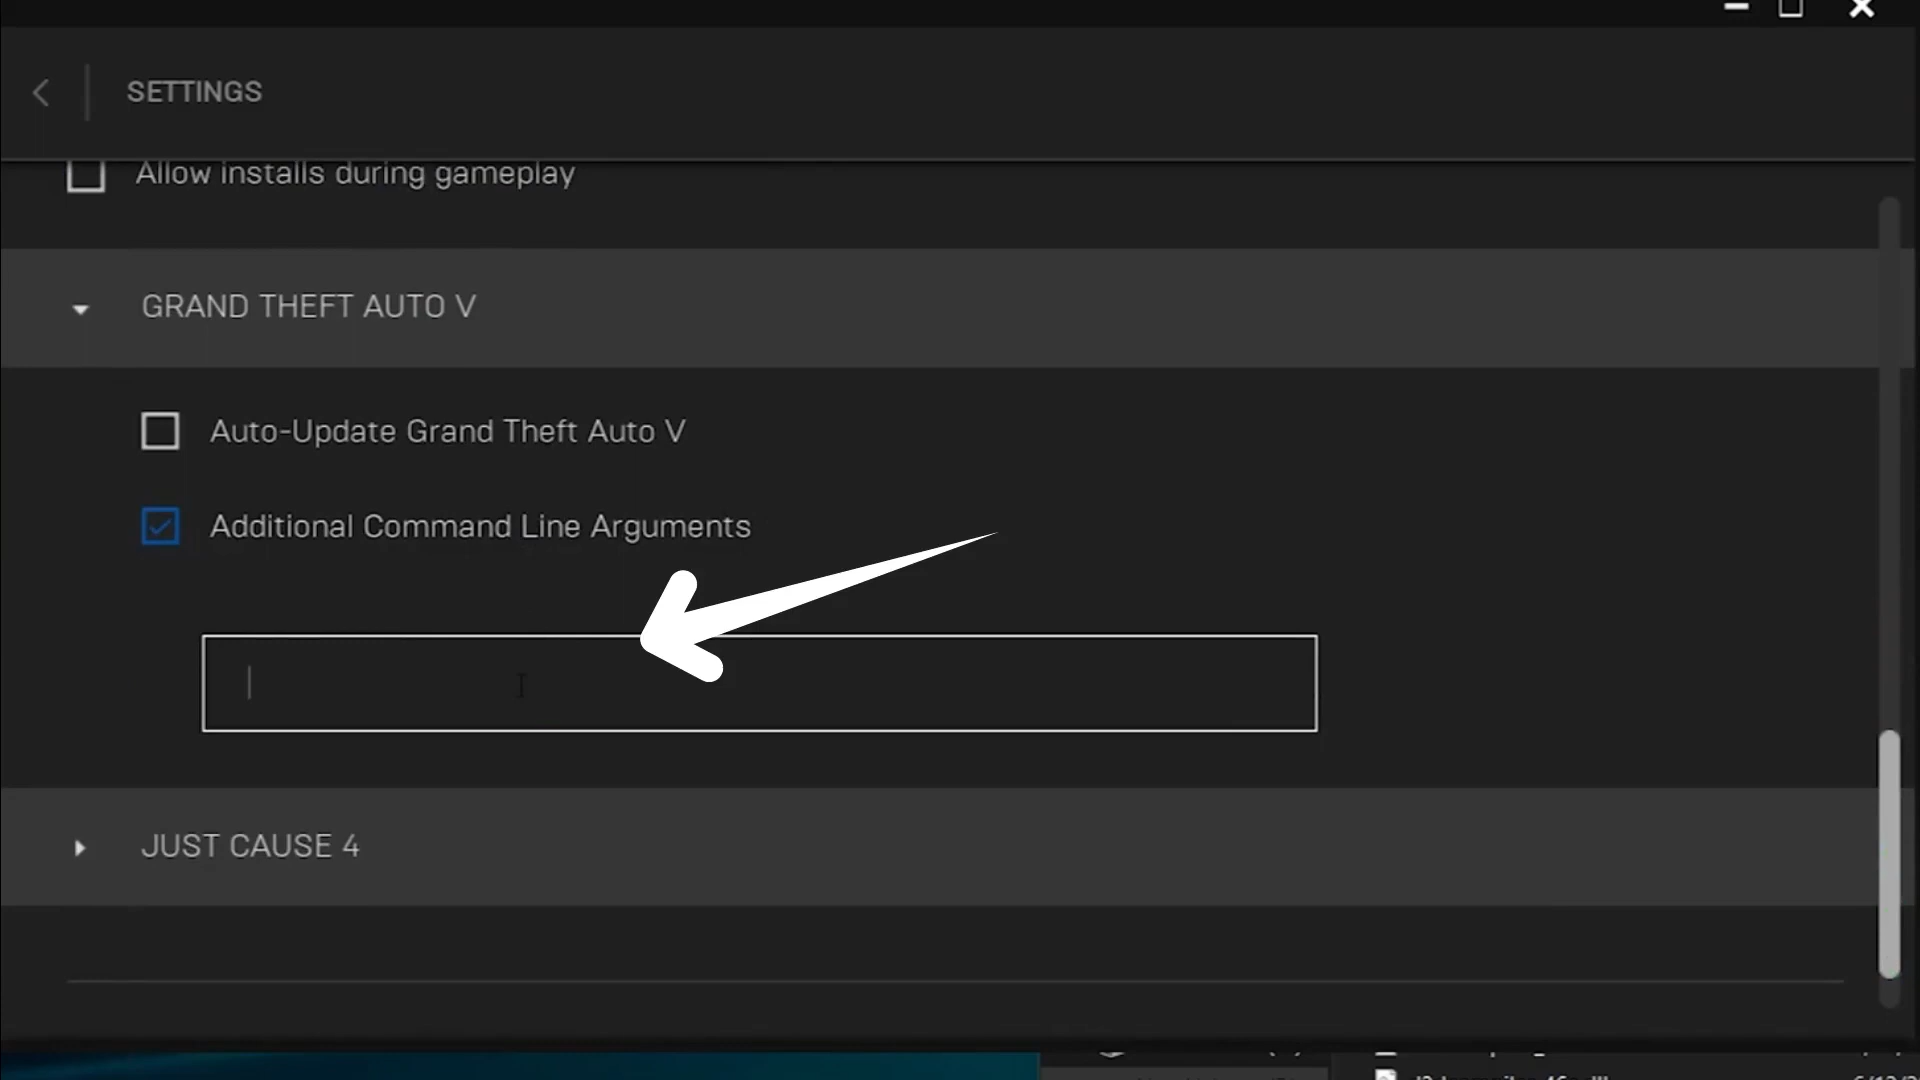 SETTINGS
Allow installs during gameplay
GRAND THEFT AUTO V
Auto-Update Grand Theft Auto V
Additional Command Line Arguments
JUST CAUSE 4